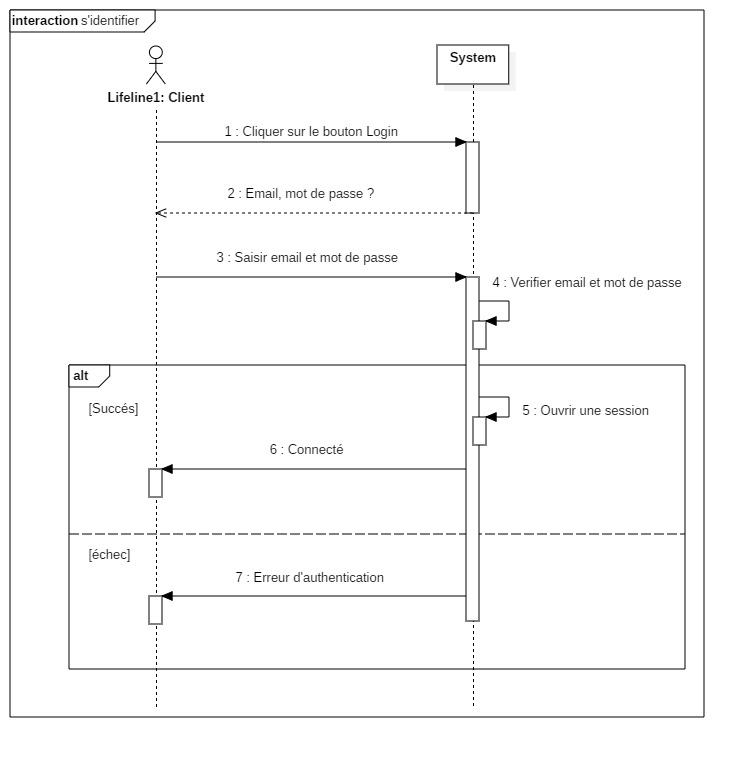 interaction s'identifier
System
Lifeline1: Client
1 : Cliquer sur le bouton Login
2 : Email, mot de passe ?
3 : Saisir email et mot de passe
4 : Verifier email et mot de passe
alt
[Succés]
5 : Ouvrir une session
6 : Connecté
[échec]
7 : Erreur d'authentication